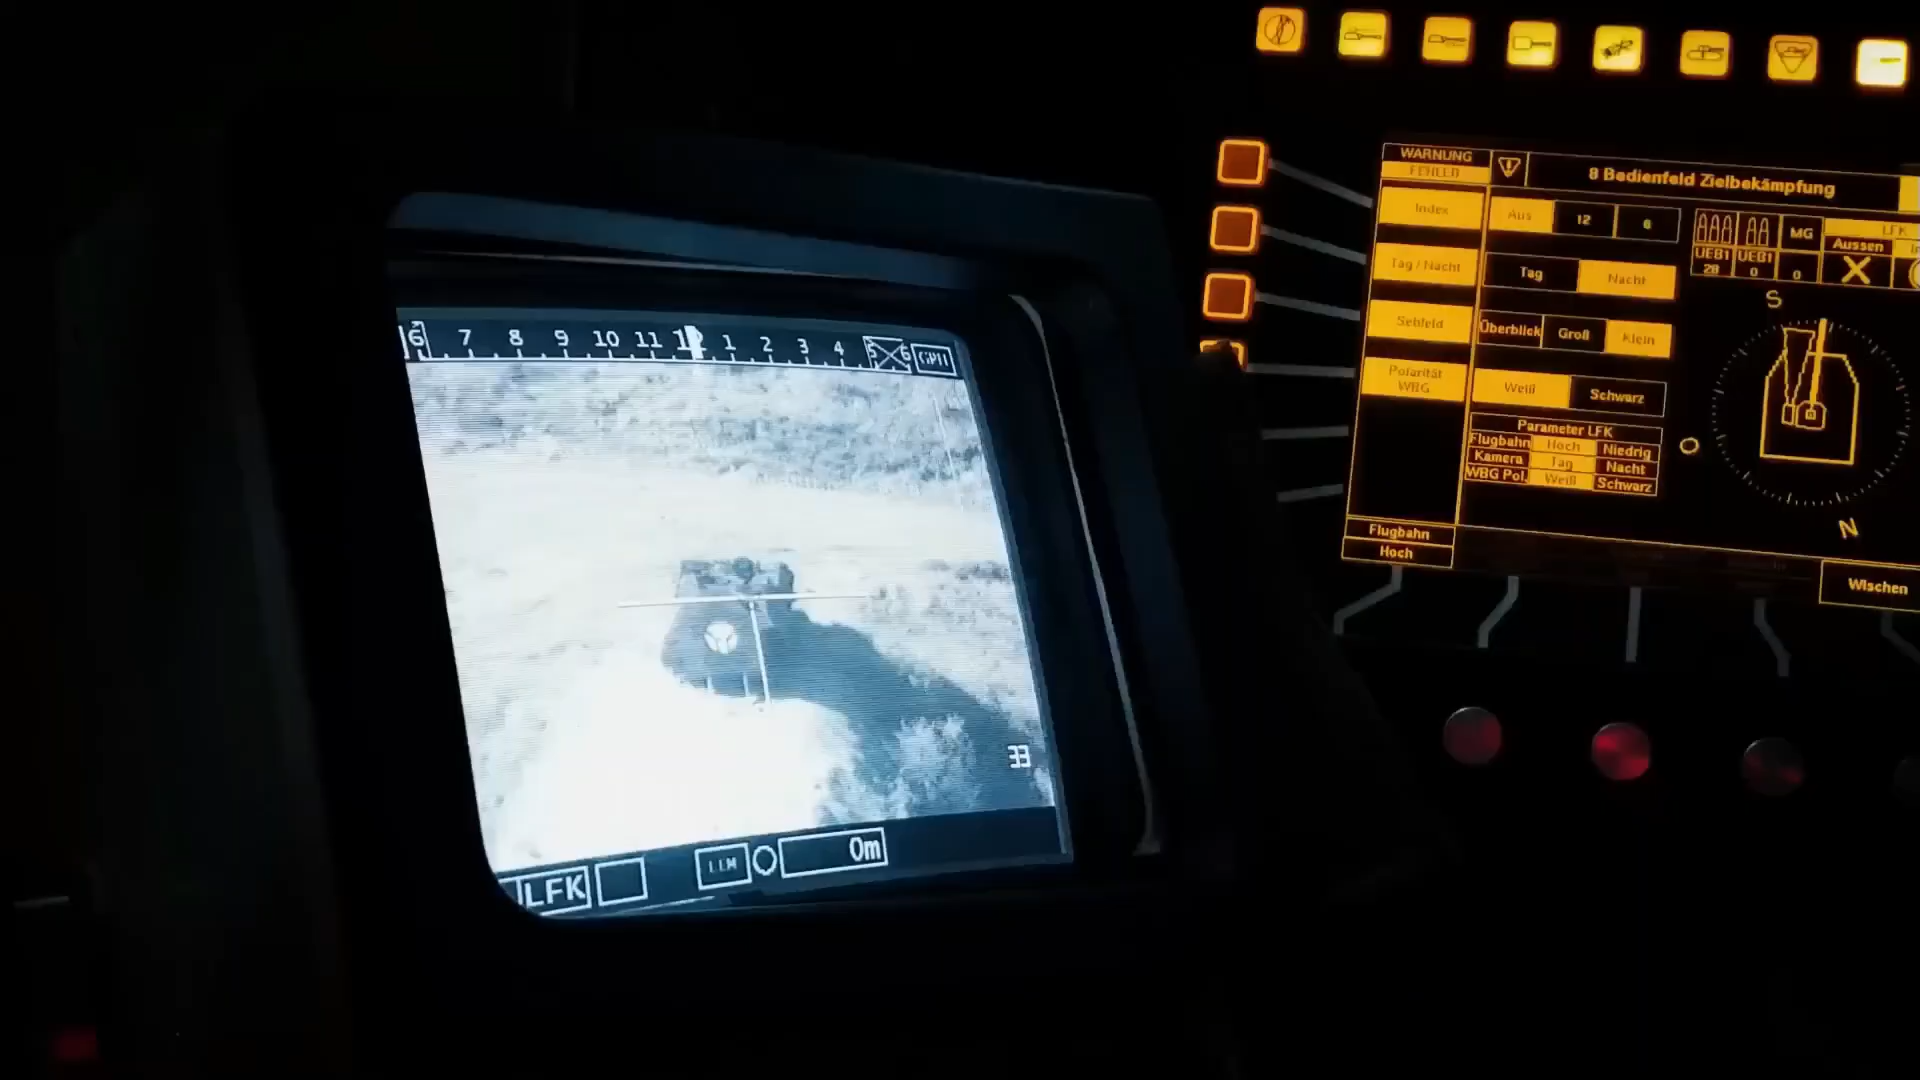 6 7 8 9 10 11 12 1 2 3 4 5 6
33
LFK
0m
WARNUNG
FEHLER
8 Bedienfeld Zielbekämpfung
Index
Aus 12 6
MG
LFK
Aussen
UEB1 UEB1
28 0 0
Tag / Nacht
Tag Nacht
Sehfeld
Überblick Groß Klein
Polarität
WBG
Weiß Schwarz
Parameter LFK
Flugbahn Hoch Niedrig
Kamera Tag Nacht
WBG Pol. Weiß Schwarz
S
N
Flugbahn
Hoch
Wischen